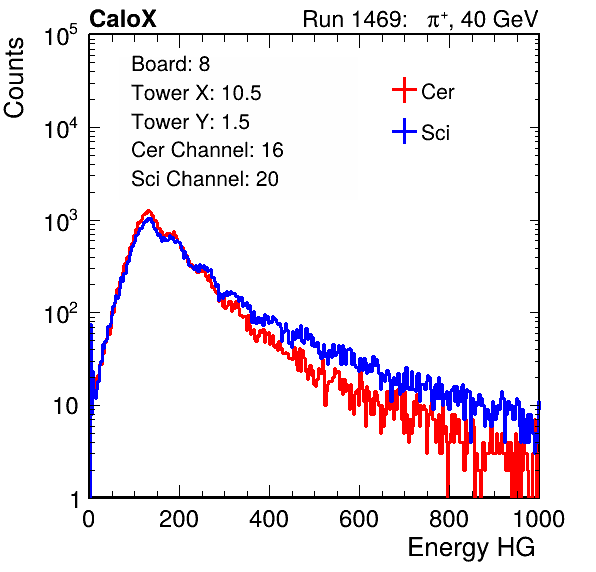 CaloX Run 1469: π⁺, 40 GeV
Counts
10⁵
10⁴
10³
10²
10
1
Board: 8
Tower X: 10.5
Tower Y: 1.5
Cer Channel: 16
Sci Channel: 20
Cer
Sci
0 200 400 600 800 1000
Energy HG